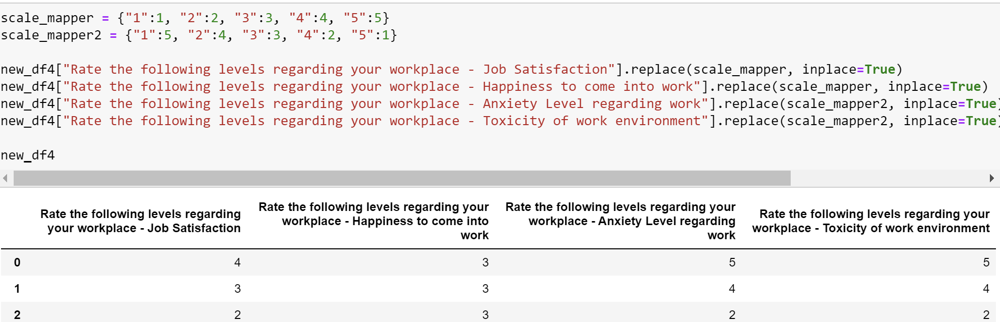 scale_mapper = {"1":1, "2":2, "3":3, "4":4, "5":5}
scale_mapper2 = {"1":5, "2":4, "3":3, "4":2, "5":1}
new_df4["Rate the following levels regarding your workplace - Job Satisfaction"].replace(scale_mapper, inplace=True)
new_df4["Rate the following levels regarding your workplace - Happiness to come into work"].replace(scale_mapper, inplace=True)
new_df4["Rate the following levels regarding your workplace - Anxiety Level regarding work"].replace(scale_mapper2, inplace=True)
new_df4["Rate the following levels regarding your workplace - Toxicity of work environment"].replace(scale_mapper2, inplace=True)
new_df4
Rate the following levels regarding
your workplace - Job Satisfaction
Rate the following levels regarding your
workplace - Happiness to come into
work
Rate the following levels regarding your
workplace - Anxiety Level regarding
work
Rate the following levels regarding your
workplace - Toxicity of work environment
0 4 3 5 5
1 3 3 4 4
2 2 3 2 2